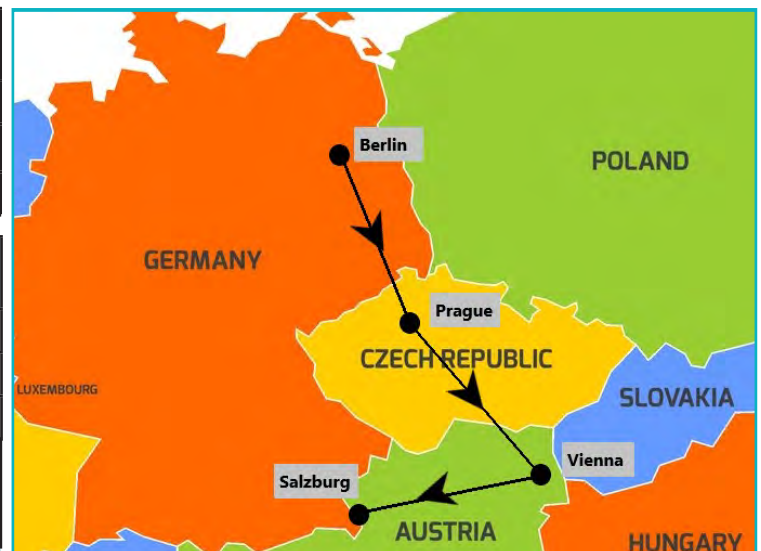 Berlin
POLAND
GERMANY
Prague
CZECH REPUBLIC
LUXEMBOURG
SLOVAKIA
Vienna
Salzburg
AUSTRIA
HUNGARY